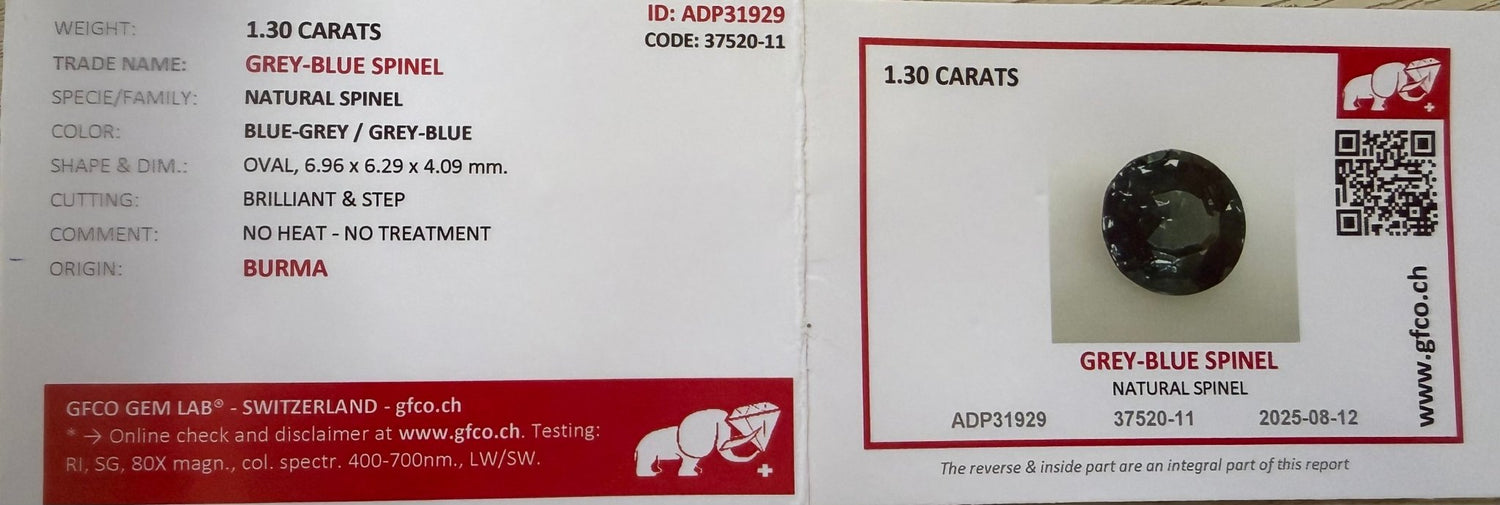 WEIGHT: 1.30 CARATS
TRADE NAME: GREY-BLUE SPINEL
SPECIE/FAMILY: NATURAL SPINEL
COLOR: BLUE-GREY / GREY-BLUE
SHAPE & DIM.: OVAL, 6.96 x 6.29 x 4.09 mm.
CUTTING: BRILLIANT & STEP
COMMENT: NO HEAT - NO TREATMENT
ORIGIN: BURMA
ID: ADP31929
CODE: 37520-11
GFCO GEM LAB® - SWITZERLAND - gfco.ch
* → Online check and disclaimer at www.gfco.ch. Testing:
RI, SG, 80X magn., col. spectr. 400-700nm., LW/SW.
1.30 CARATS
www.gfco.ch
GREY-BLUE SPINEL
NATURAL SPINEL
ADP31929 37520-11 2025-08-12
The reverse & inside part are an integral part of this report